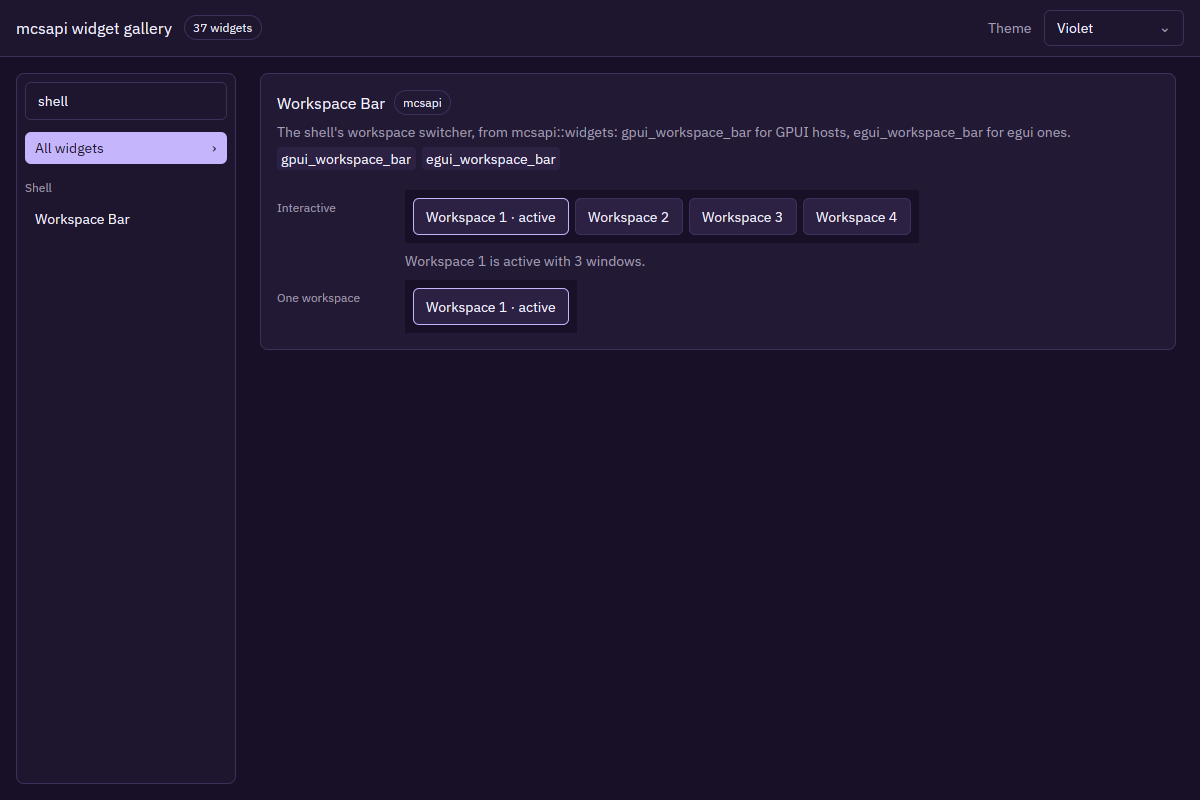 mcsapi widget gallery 37 widgets Theme Violet
shell
All widgets
Shell
Workspace Bar
Workspace Bar mcsapi
The shell's workspace switcher, from mcsapi::widgets: gpui_workspace_bar for GPUI hosts, egui_workspace_bar for egui ones.
gpui_workspace_bar egui_workspace_bar
Interactive Workspace 1 · active Workspace 2 Workspace 3 Workspace 4
Workspace 1 is active with 3 windows.
One workspace Workspace 1 · active